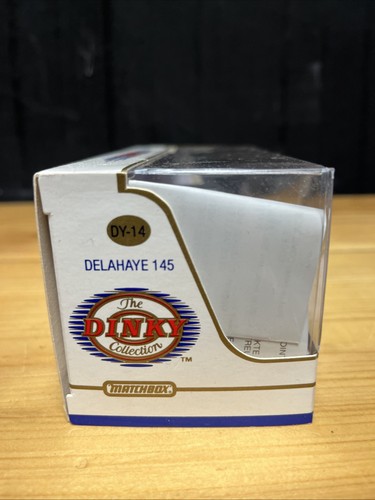 DY-14
DELAHAYE 145
The
DINKY
Collection
TM
MATCHBOX